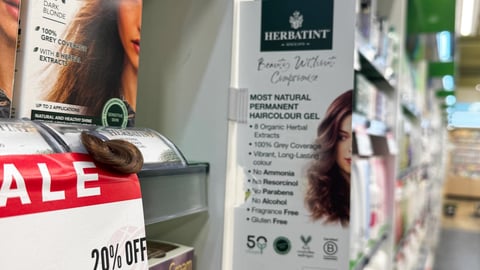 DARK
BLONDE
• 100%
GREY COVERAGE
• WITH 8 HERBAL
EXTRACTS
UP TO 2 APPLICATIONS
NATURAL AND HEALTHY SHINE
ALE
20% OFF
HERBATINT
Beauty Without
Compromise
MOST NATURAL
PERMANENT
HAIRCOLOUR GEL
• 8 Organic Herbal
Extracts
• 100% Grey Coverage
• Vibrant, Long-Lasting
colour
• No Ammonia
• No Resorcinol
• No Parabens
• No Alcohol
• Fragrance Free
• Gluten Free
50
B